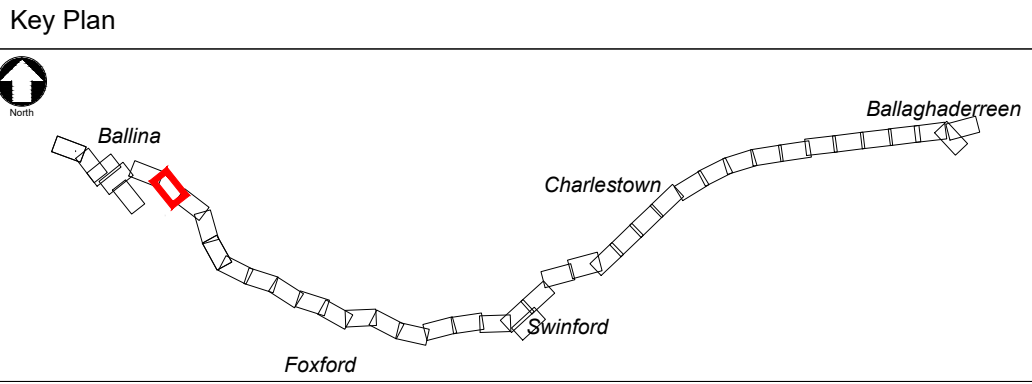 Key Plan
North
Ballina
Ballaghaderreen
Charlestown
Swinford
Foxford